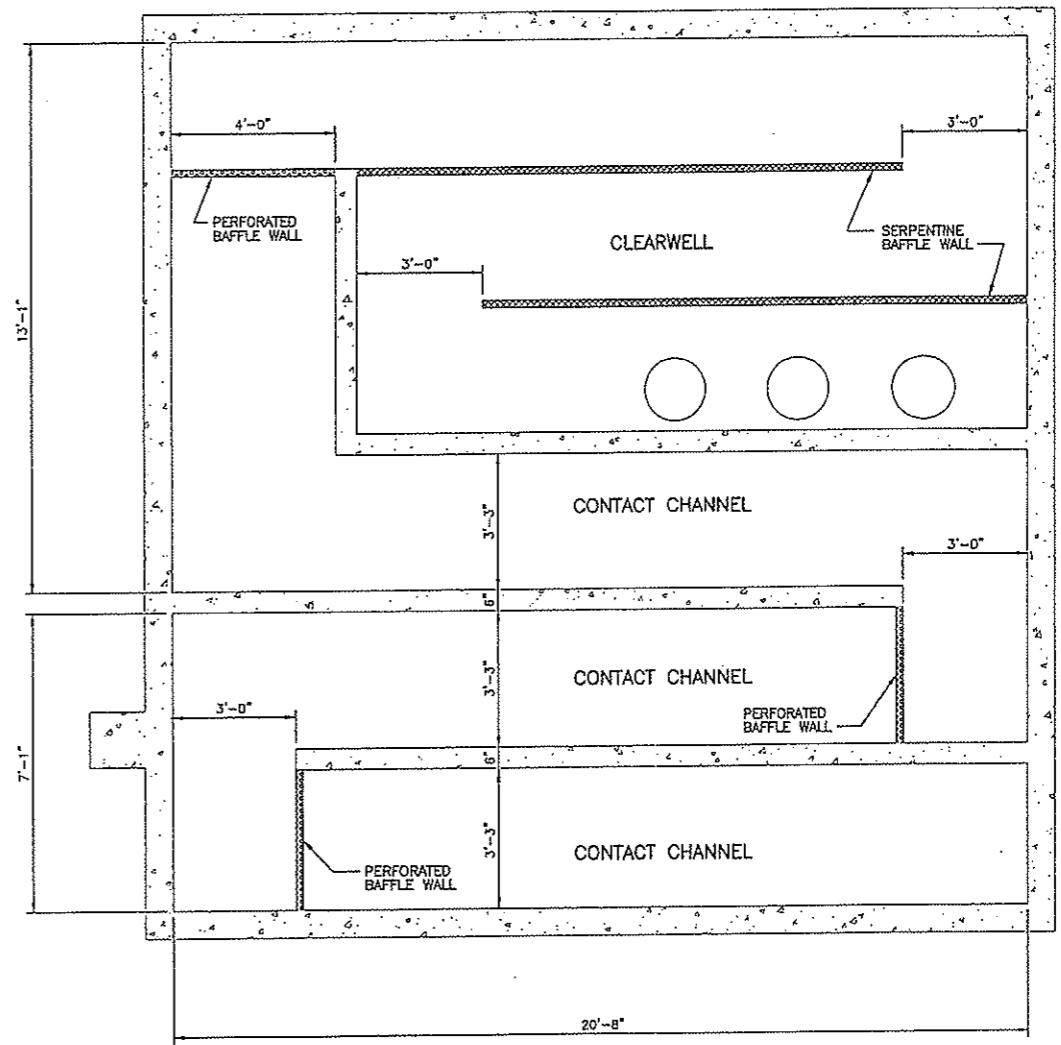 4'-0"
3'-0"
PERFORATED
BAFFLE WALL
CLEARWELL
SERPENTINE
BAFFLE WALL
3'-0"
13'-1"
CONTACT CHANNEL
3'-3"
3'-0"
6"
CONTACT CHANNEL
3'-3"
PERFORATED
BAFFLE WALL
3'-0"
7'-1"
6"
CONTACT CHANNEL
3'-3"
PERFORATED
BAFFLE WALL
20'-8"